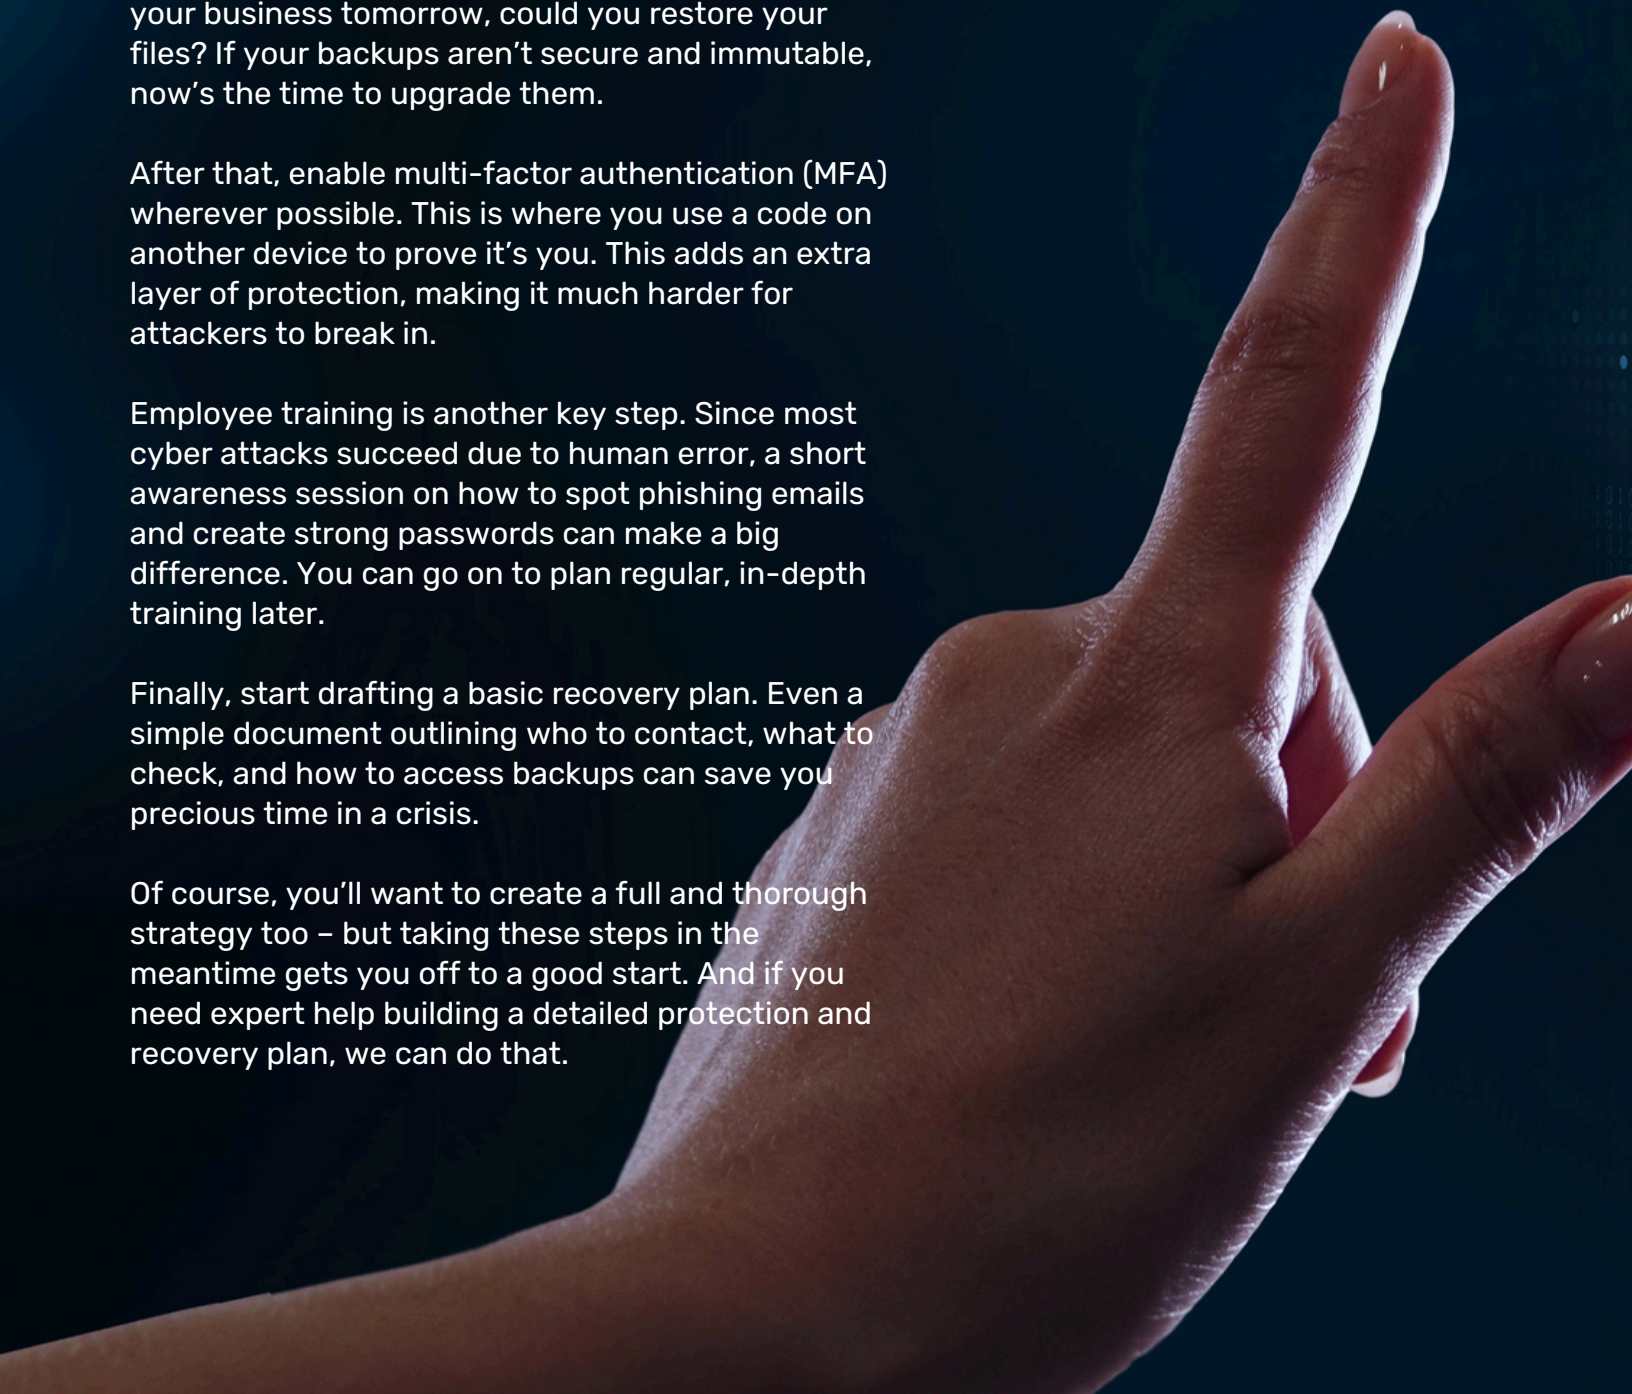 your business tomorrow, could you restore your
files? If your backups aren’t secure and immutable,
now’s the time to upgrade them.
After that, enable multi-factor authentication (MFA)
wherever possible. This is where you use a code on
another device to prove it’s you. This adds an extra
layer of protection, making it much harder for
attackers to break in.
Employee training is another key step. Since most
cyber attacks succeed due to human error, a short
awareness session on how to spot phishing emails
and create strong passwords can make a big
difference. You can go on to plan regular, in-depth
training later.
Finally, start drafting a basic recovery plan. Even a
simple document outlining who to contact, what to
check, and how to access backups can save you
precious time in a crisis.
Of course, you’ll want to create a full and thorough
strategy too – but taking these steps in the
meantime gets you off to a good start. And if you
need expert help building a detailed protection and
recovery plan, we can do that.